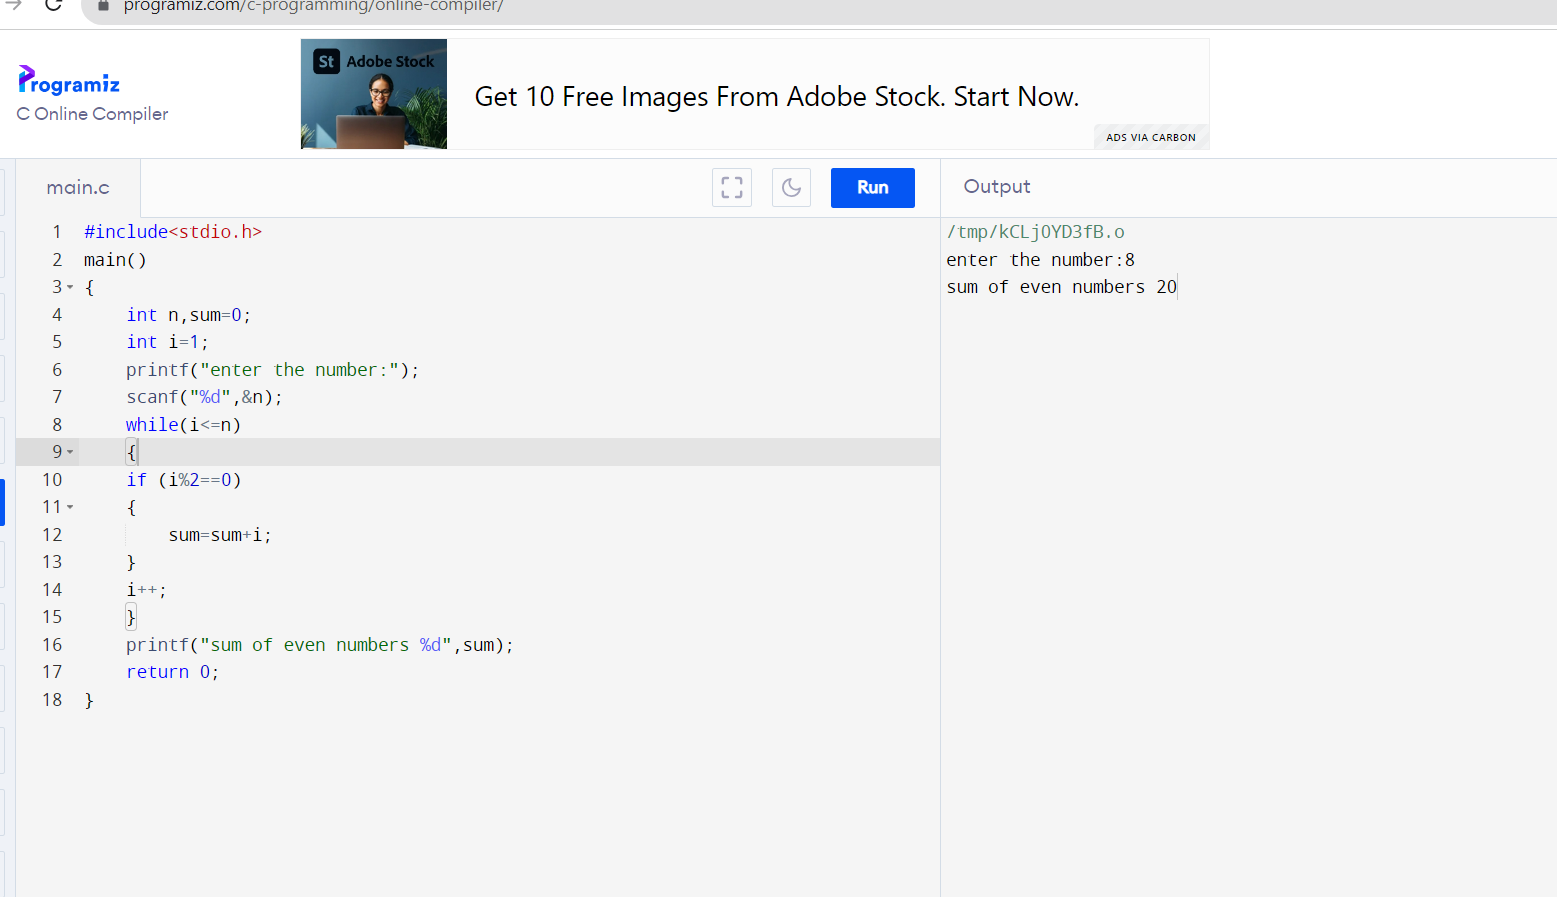 programiz.com/c-programming/online-compiler/
Programiz
C Online Compiler
St Adobe Stock
Get 10 Free Images From Adobe Stock. Start Now.
ADS VIA CARBON
main.c
Run
Output
1 #include<stdio.h>
2 main()
3 {
4 int n,sum=0;
5 int i=1;
6 printf("enter the number:");
7 scanf("%d",&n);
8 while(i<=n)
9 {
10 if (i%2==0)
11 {
12 sum=sum+i;
13 }
14 i++;
15 }
16 printf("sum of even numbers %d",sum);
17 return 0;
18 }
/tmp/kCLjOYD3fB.o
enter the number:8
sum of even numbers 20